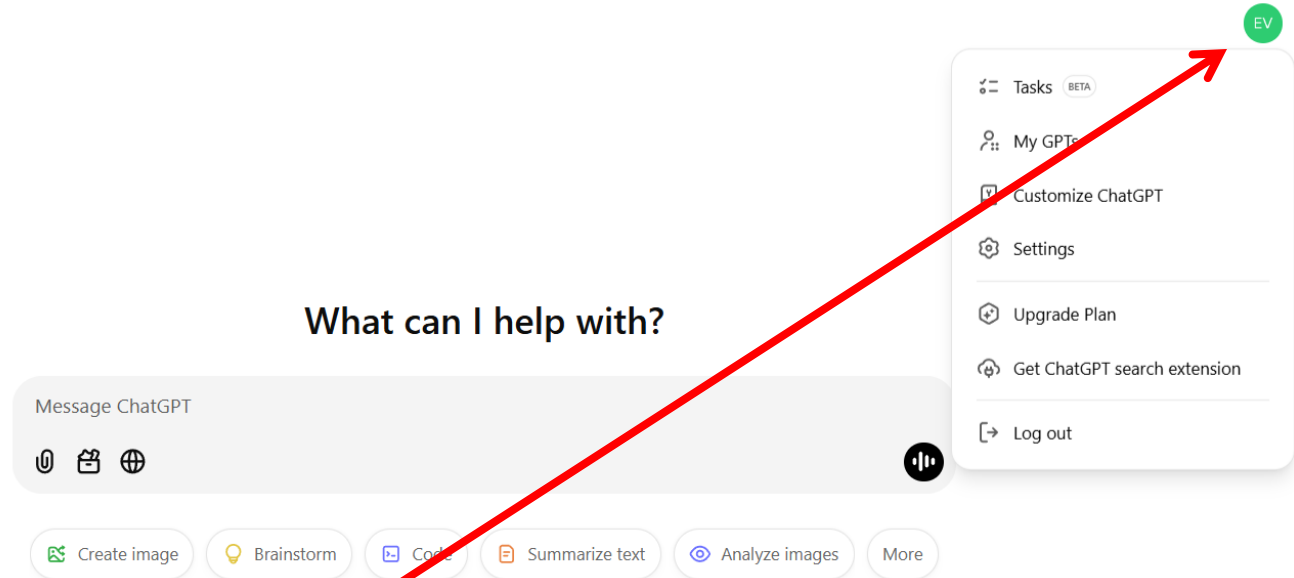 EV
Tasks BETA
My GPTs
Customize ChatGPT
Settings
What can I help with?
Upgrade Plan
Get ChatGPT search extension
Message ChatGPT
Log out
Create image Brainstorm Code Summarize text Analyze images More